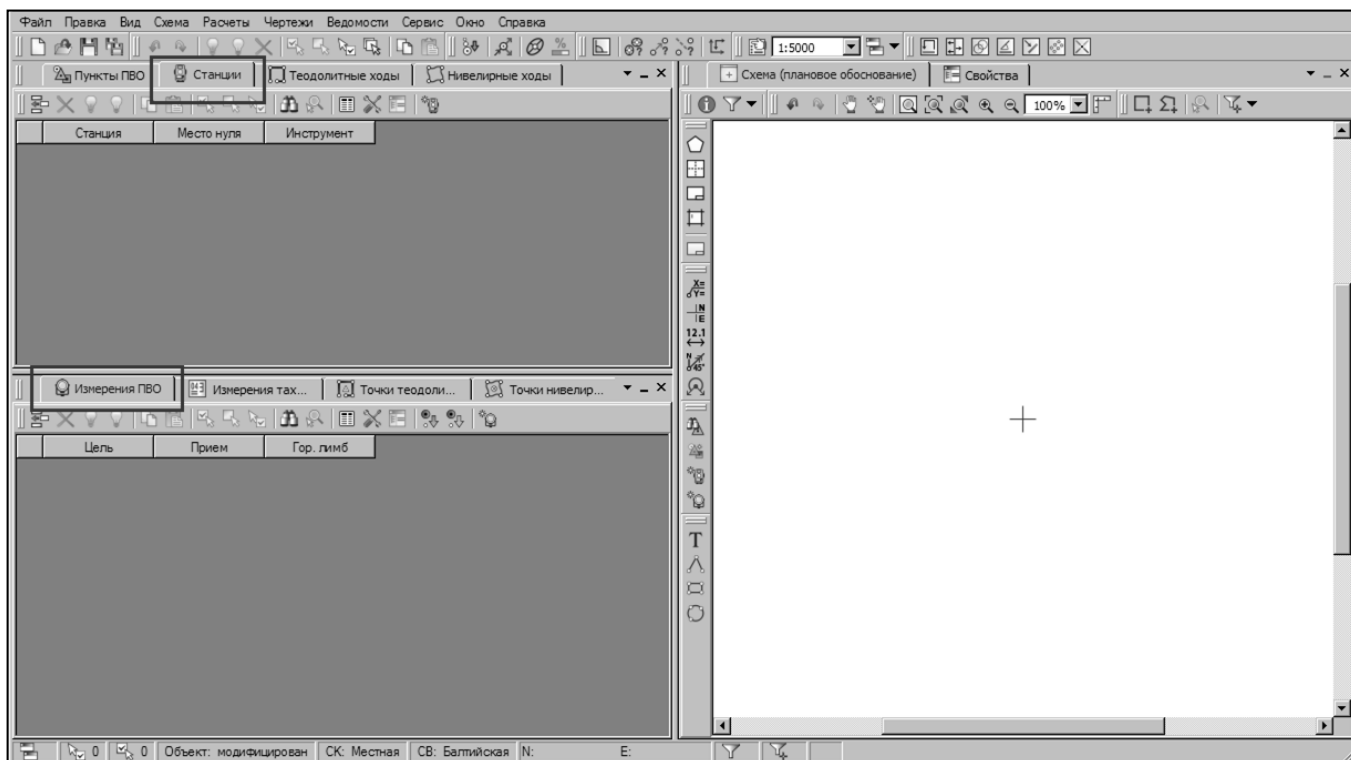 Файл Правка Вид Схема Расчеты Чертежи Ведомости Сервис Окно Справка
1:5000
Пункты ПВО Станции Теодолитные ходы Нивелирные ходы
Схема (плановое обоснование) Свойства
100%
Станция Место нуля Инструмент
X=
Y=
N
E
12.1
N
45°
Измерения ПВО Измерения тах... Точки теодоли... Точки нивелир...
Цель Прием Гор. лимб
T
0 0 Объект: модифицирован СК: Местная СВ: Балтийская N: E: